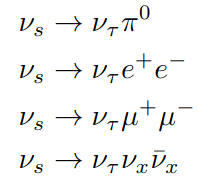 ν_s → ν_τ π^0
ν_s → ν_τ e^+ e^-
ν_s → ν_τ μ^+ μ^-
ν_s → ν_τ ν_x ν̄_x